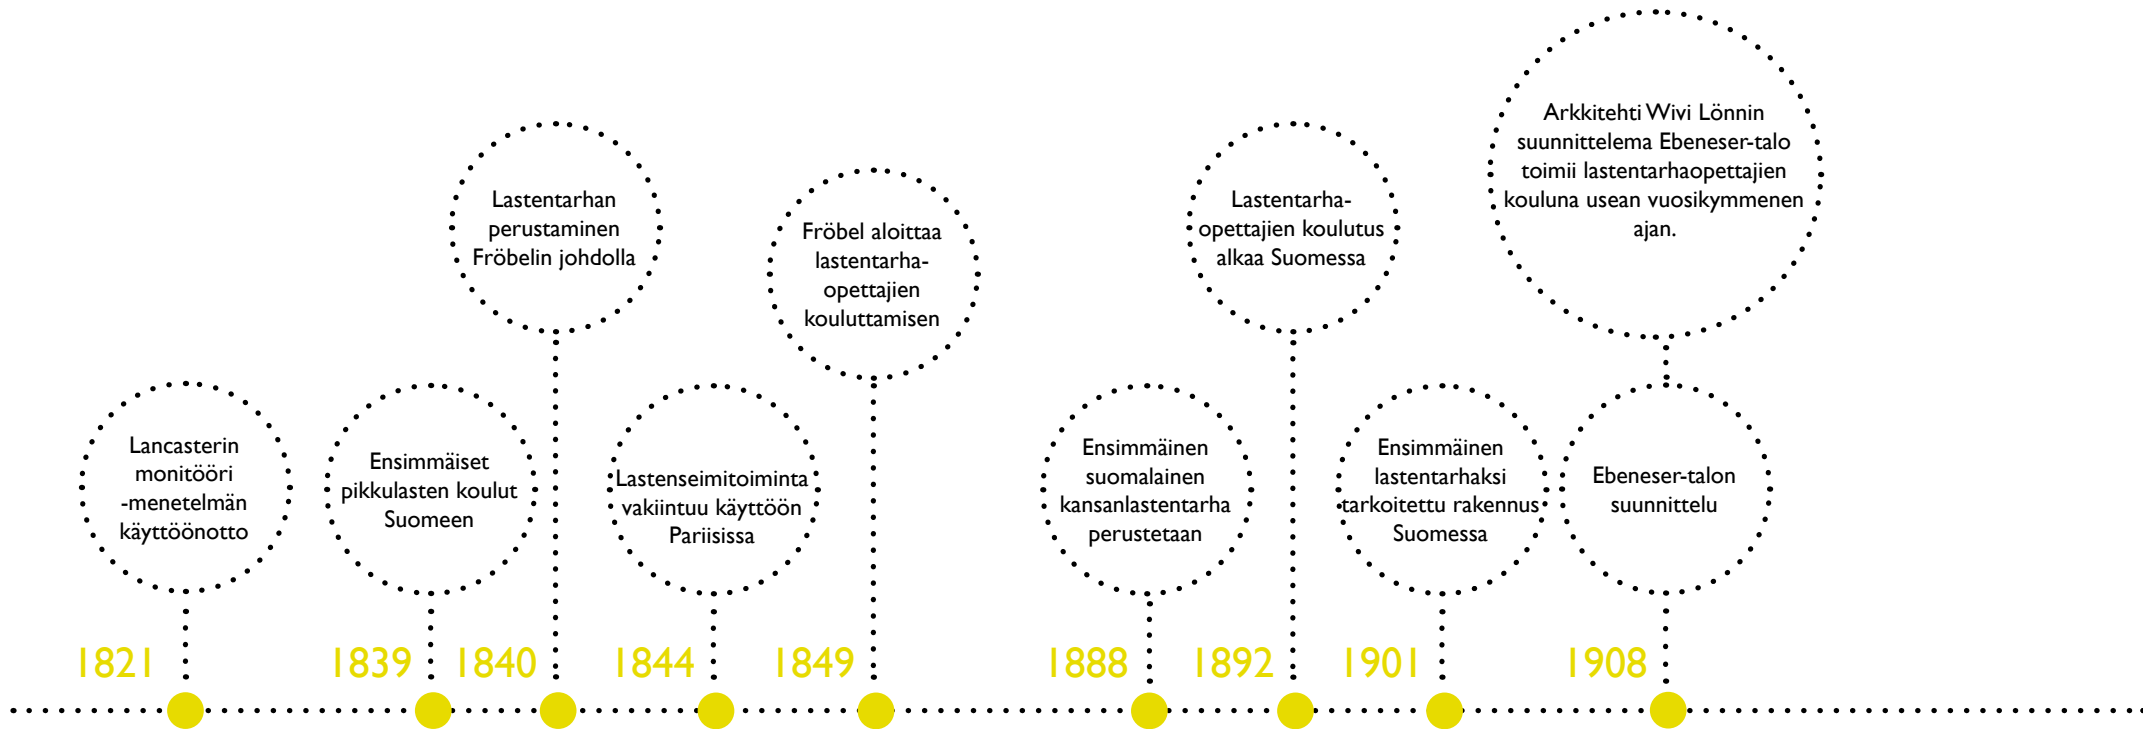 Lancasterin
monitööri
-menetelmän
käyttöönotto
1821
Ensimmäiset
pikkulasten koulut
Suomeen
1839
Lastentarhan
perustaminen
Fröbelin johdolla
1840
Lastenseimitoiminta
vakiintuu käyttöön
Pariisissa
1844
Fröbel aloittaa
lastentarha-
opettajien
kouluttamisen
1849
Ensimmäinen
suomalainen
kansanlastentarha
perustetaan
1888
Lastentarha-
opettajien koulutus
alkaa Suomessa
1892
Ensimmäinen
lastentarhaksi
tarkoitettu rakennus
Suomessa
1901
Arkkitehti Wivi Lönnin
suunnittelema Ebeneser-talo
toimii lastentarhaopettajien
kouluna usean vuosikymmenen
ajan.
Ebeneser-talon
suunnittelu
1908